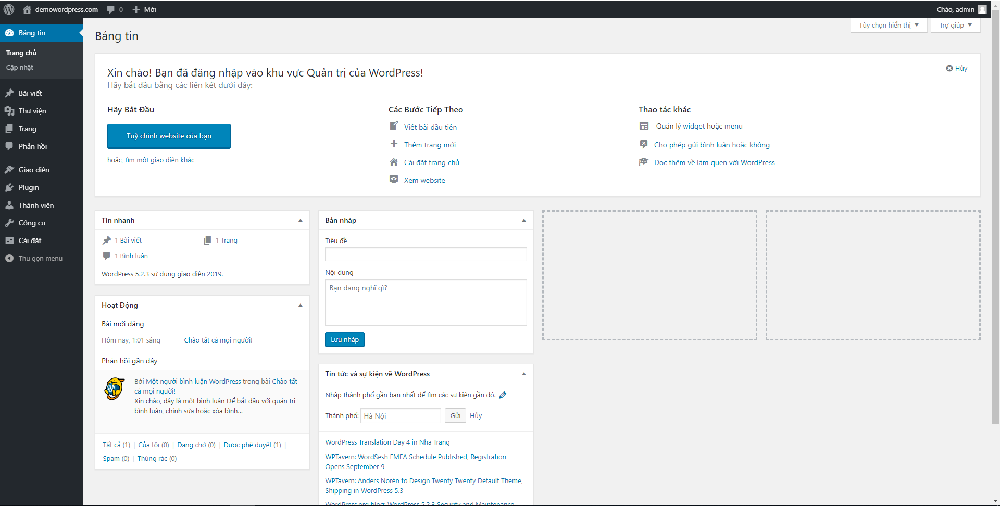 demowordpress.com 0 Mới Chào, admin
Tùy chọn hiển thị Trợ giúp
Bảng tin
Trang chủ
Cập nhật
Bài viết
Thư viện
Trang
Phản hồi
Giao diện
Plugin
Thành viên
Công cụ
Cài đặt
Thu gọn menu
Bảng tin
Xin chào! Bạn đã đăng nhập vào khu vực Quản trị của WordPress!
Hủy
Hãy bắt đầu bằng các liên kết dưới đây:
Hãy Bắt Đầu
Tuỳ chỉnh website của bạn
hoặc, tìm một giao diện khác
Các Bước Tiếp Theo
Viết bài đầu tiên
Thêm trang mới
Cài đặt trang chủ
Xem website
Thao tác khác
Quản lý widget hoặc menu
Cho phép gửi bình luận hoặc không
Đọc thêm về làm quen với WordPress
Tin nhanh
1 Bài viết 1 Trang
1 Bình luận
WordPress 5.2.3 sử dụng giao diện 2019.
Hoạt Động
Bài mới đăng
Hôm nay, 1:01 sáng Chào tất cả mọi người!
Phản hồi gần đây
Bởi Một người bình luận WordPress trong bài Chào tất
cả mọi người!
Xin chào, đây là một bình luận Để bắt đầu với quản trị
bình luận, chỉnh sửa hoặc xóa bình...
Tất cả (1) | Của tôi (0) | Đang chờ (0) | Được phê duyệt (1) |
Spam (0) | Thùng rác (0)
Bản nháp
Tiêu đề
Nội dung
Bạn đang nghĩ gì?
Lưu nháp
Tin tức và sự kiện về WordPress
Nhập thành phố gần bạn nhất để tìm các sự kiện gần đó.
Thành phố: Hà Nội Gửi Hủy
WordPress Translation Day 4 in Nha Trang
WPTavern: WordSesh EMEA Schedule Published, Registration
Opens September 9
WPTavern: Anders Norén to Design Twenty Twenty Default Theme,
Shipping in WordPress 5.3
WordPress.org blog: WordPress 5.2.3 Security and Maintenance